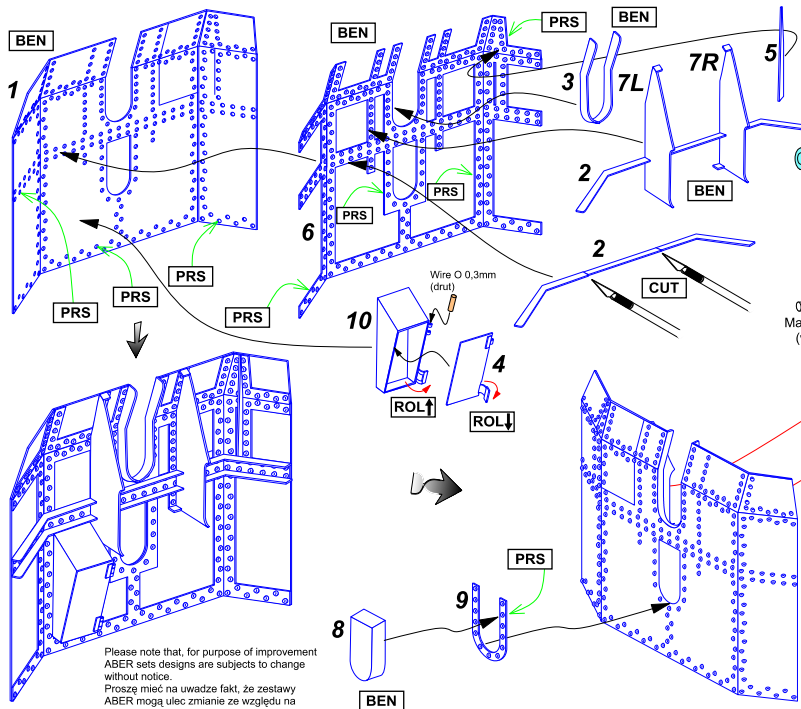 BEN
1
PRS
PRS
PRS
BEN
PRS
BEN
3
7L
7R
5
2
BEN
PRS
PRS
6
PRS
2
CUT
Wire O 0,3mm
(drut)
10
4
ROL
ROL
0
Ma
(
PRS
9
8
BEN
Please note that, for purpose of improvement
ABER sets designs are subjects to change
without notice.
Proszę mieć na uwadze fakt, że zestawy
ABER mogą ulec zmianie ze względu na